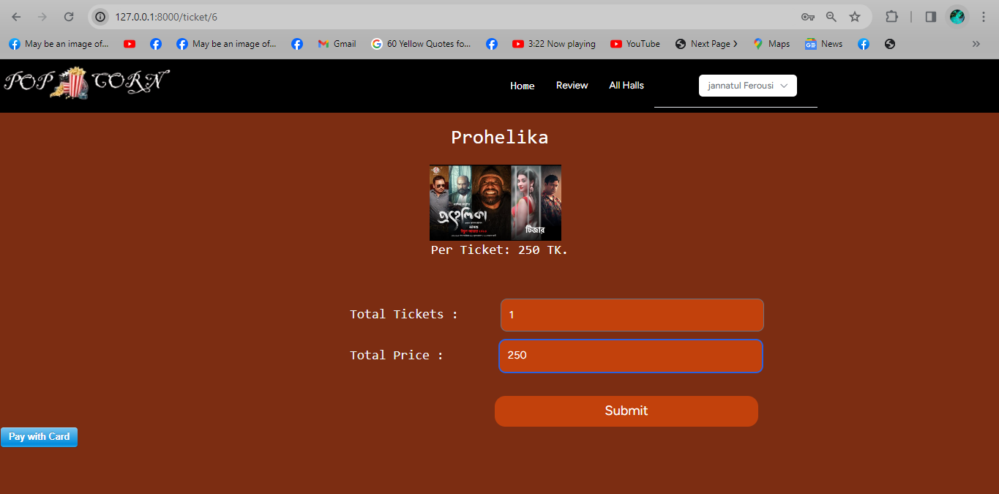 127.0.0.1:8000/ticket/6
May be an image of...
May be an image of...
Gmail
60 Yellow Quotes fo...
3:22 Now playing
YouTube
Next Page
Maps
News
POP CORN
Home
Review
All Halls
jannatul Ferousi
Prohelika
প্রহেলিকা
টিজার
Per Ticket: 250 TK.
Total Tickets :
1
Total Price :
250
Submit
Pay with Card